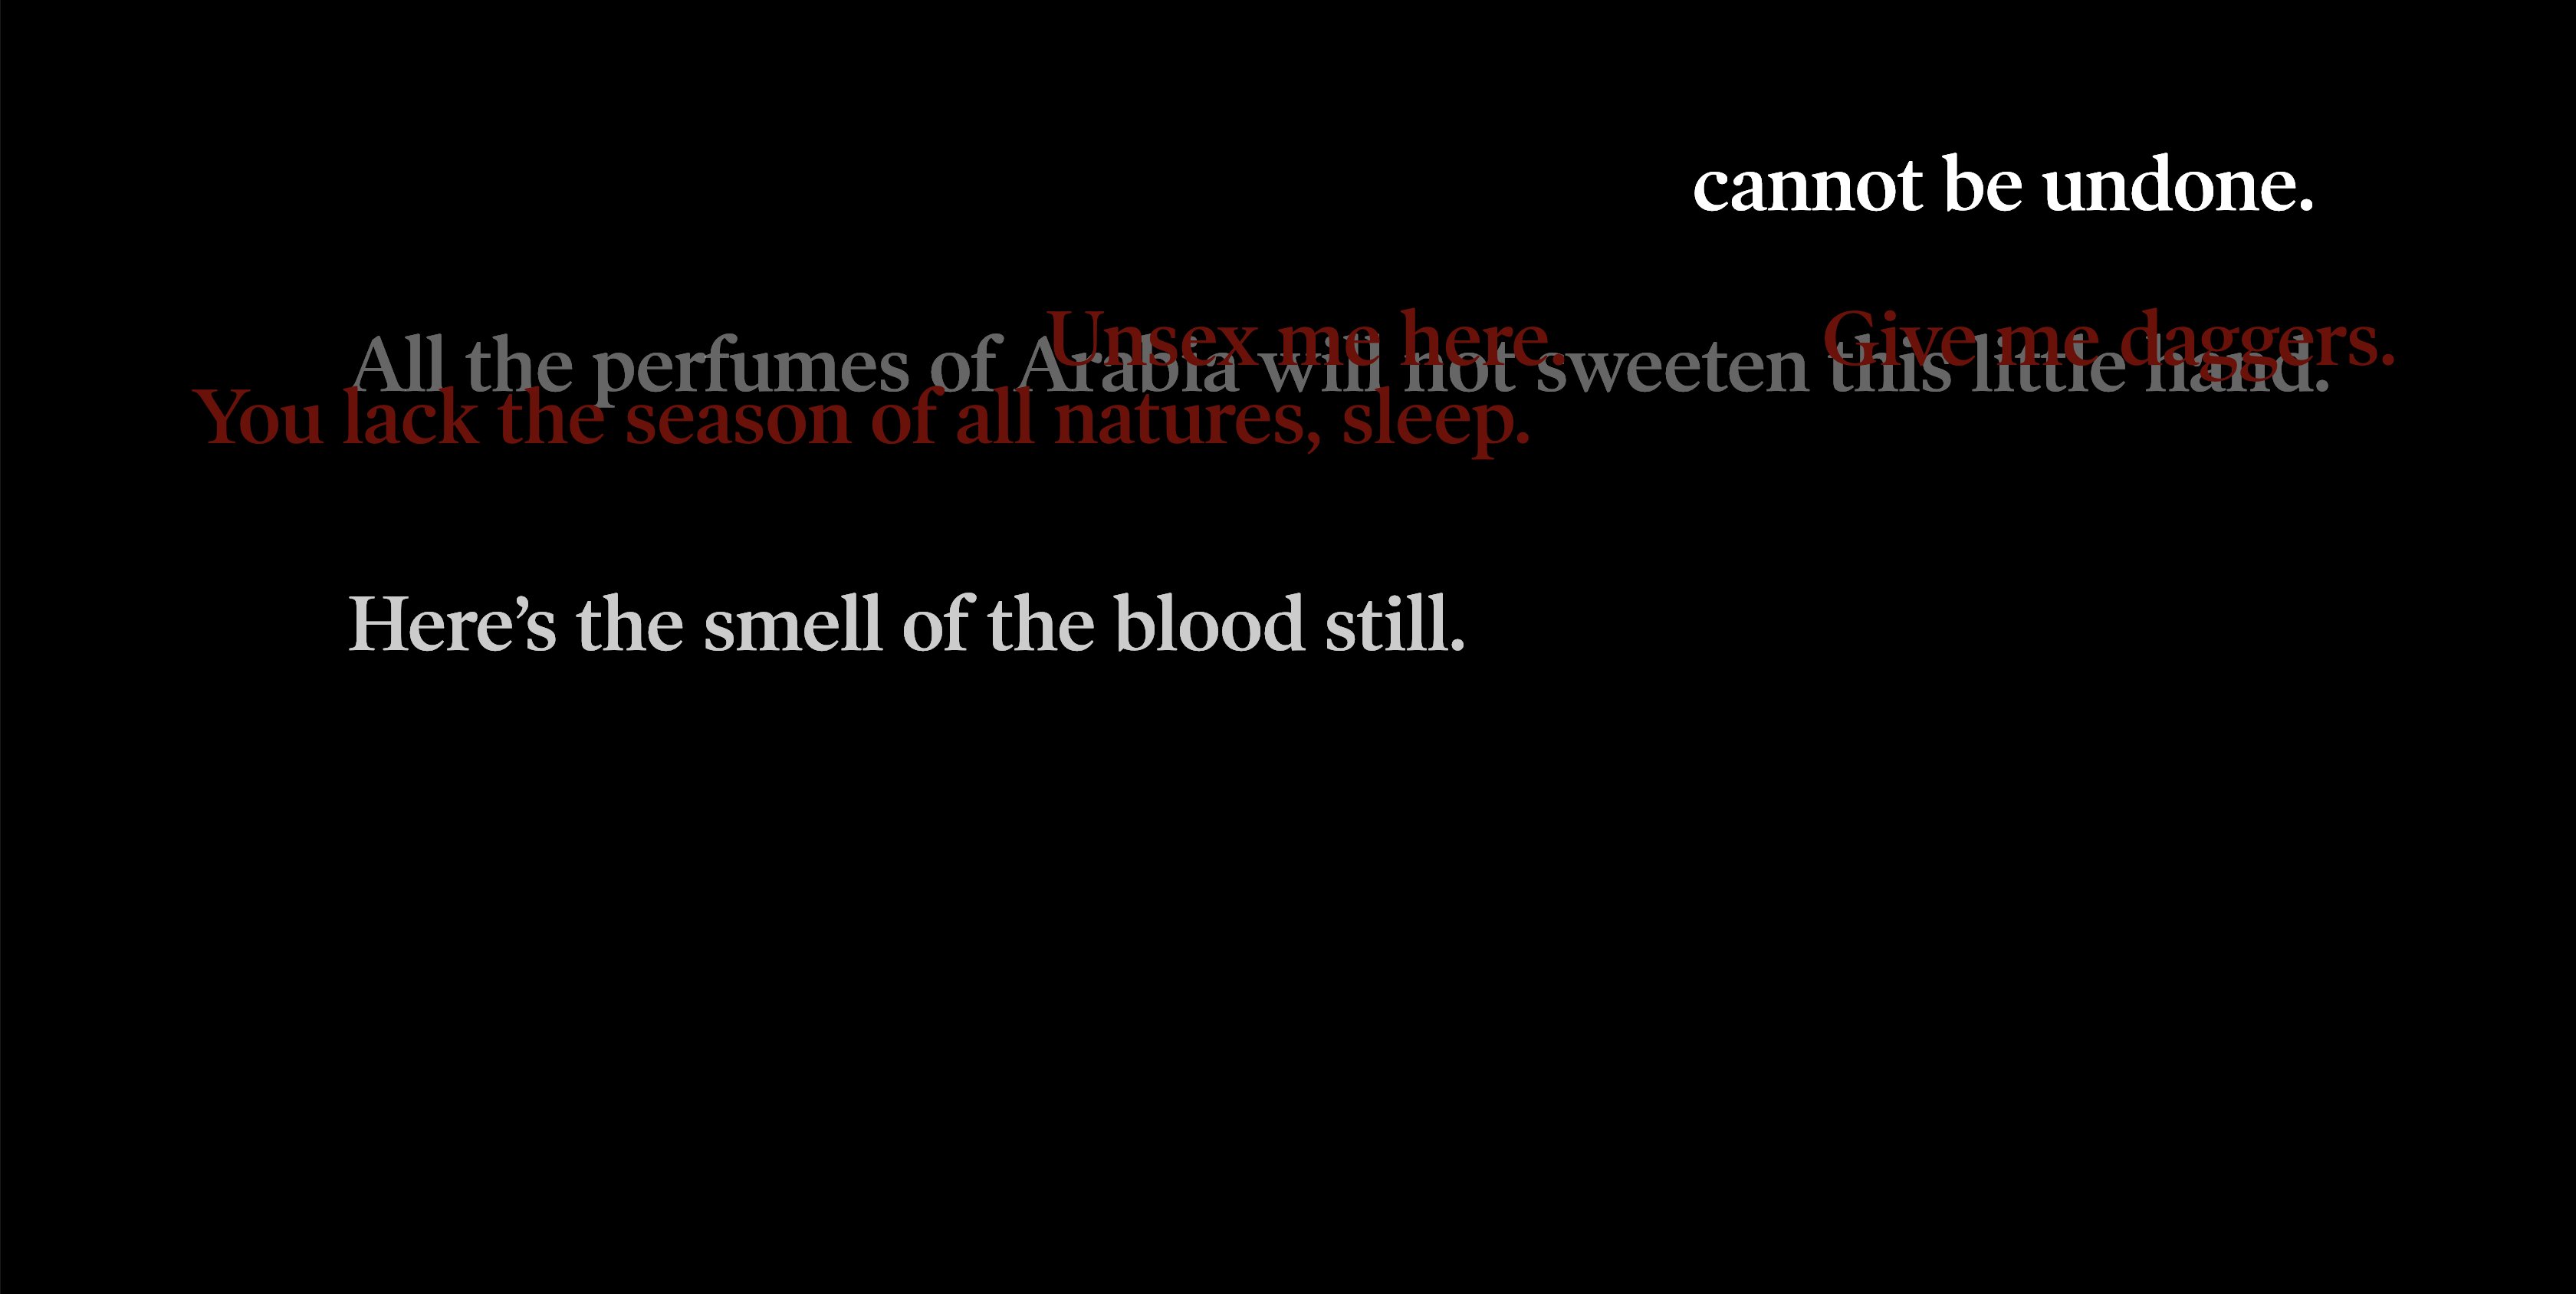 cannot be undone.
Unsex me here.
Give me daggers.
All the perfumes of Arabia will not sweeten this little hand.
You lack the season of all natures, sleep.
Here’s the smell of the blood still.